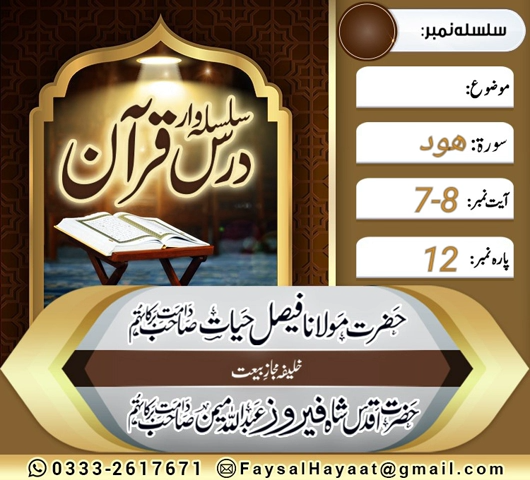 سلسلہ نمبر:
سلسلہ وار
درس قرآن
موضوع:
سورۃ: ھود
آیت نمبر: 7-8
پارہ نمبر: 12
حضرت مولانا فیصل حیات صاحب دامت برکاتہم
خلیفہ مجاز بیعت
حضرت اقدس شاہ فیروز عبداللہ میمن صاحب دامت برکاتہم
0333-2617671 FaysalHayaat@gmail.com